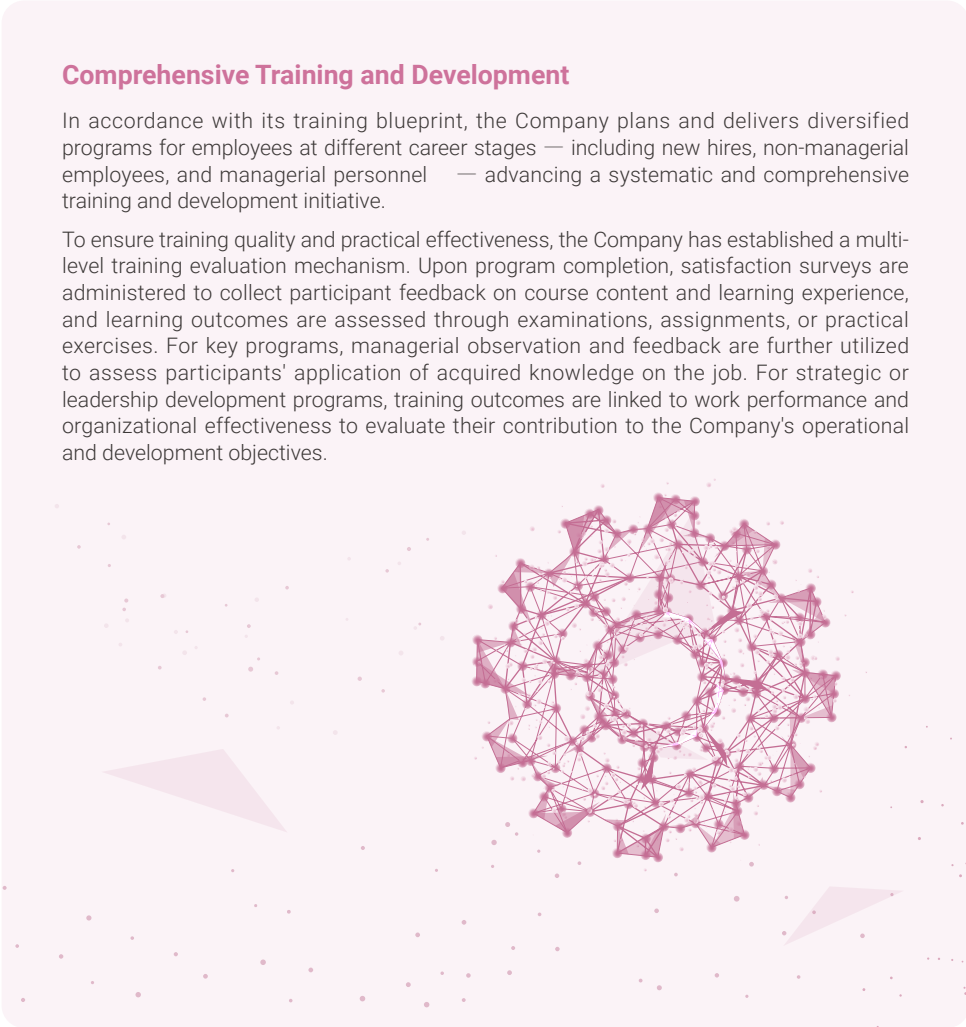 Comprehensive Training and Development
In accordance with its training blueprint, the Company plans and delivers diversified
programs for employees at different career stages — including new hires, non-managerial
employees, and managerial personnel — advancing a systematic and comprehensive
training and development initiative.
To ensure training quality and practical effectiveness, the Company has established a multi-
level training evaluation mechanism. Upon program completion, satisfaction surveys are
administered to collect participant feedback on course content and learning experience,
and learning outcomes are assessed through examinations, assignments, or practical
exercises. For key programs, managerial observation and feedback are further utilized
to assess participants' application of acquired knowledge on the job. For strategic or
leadership development programs, training outcomes are linked to work performance and
organizational effectiveness to evaluate their contribution to the Company's operational
and development objectives.